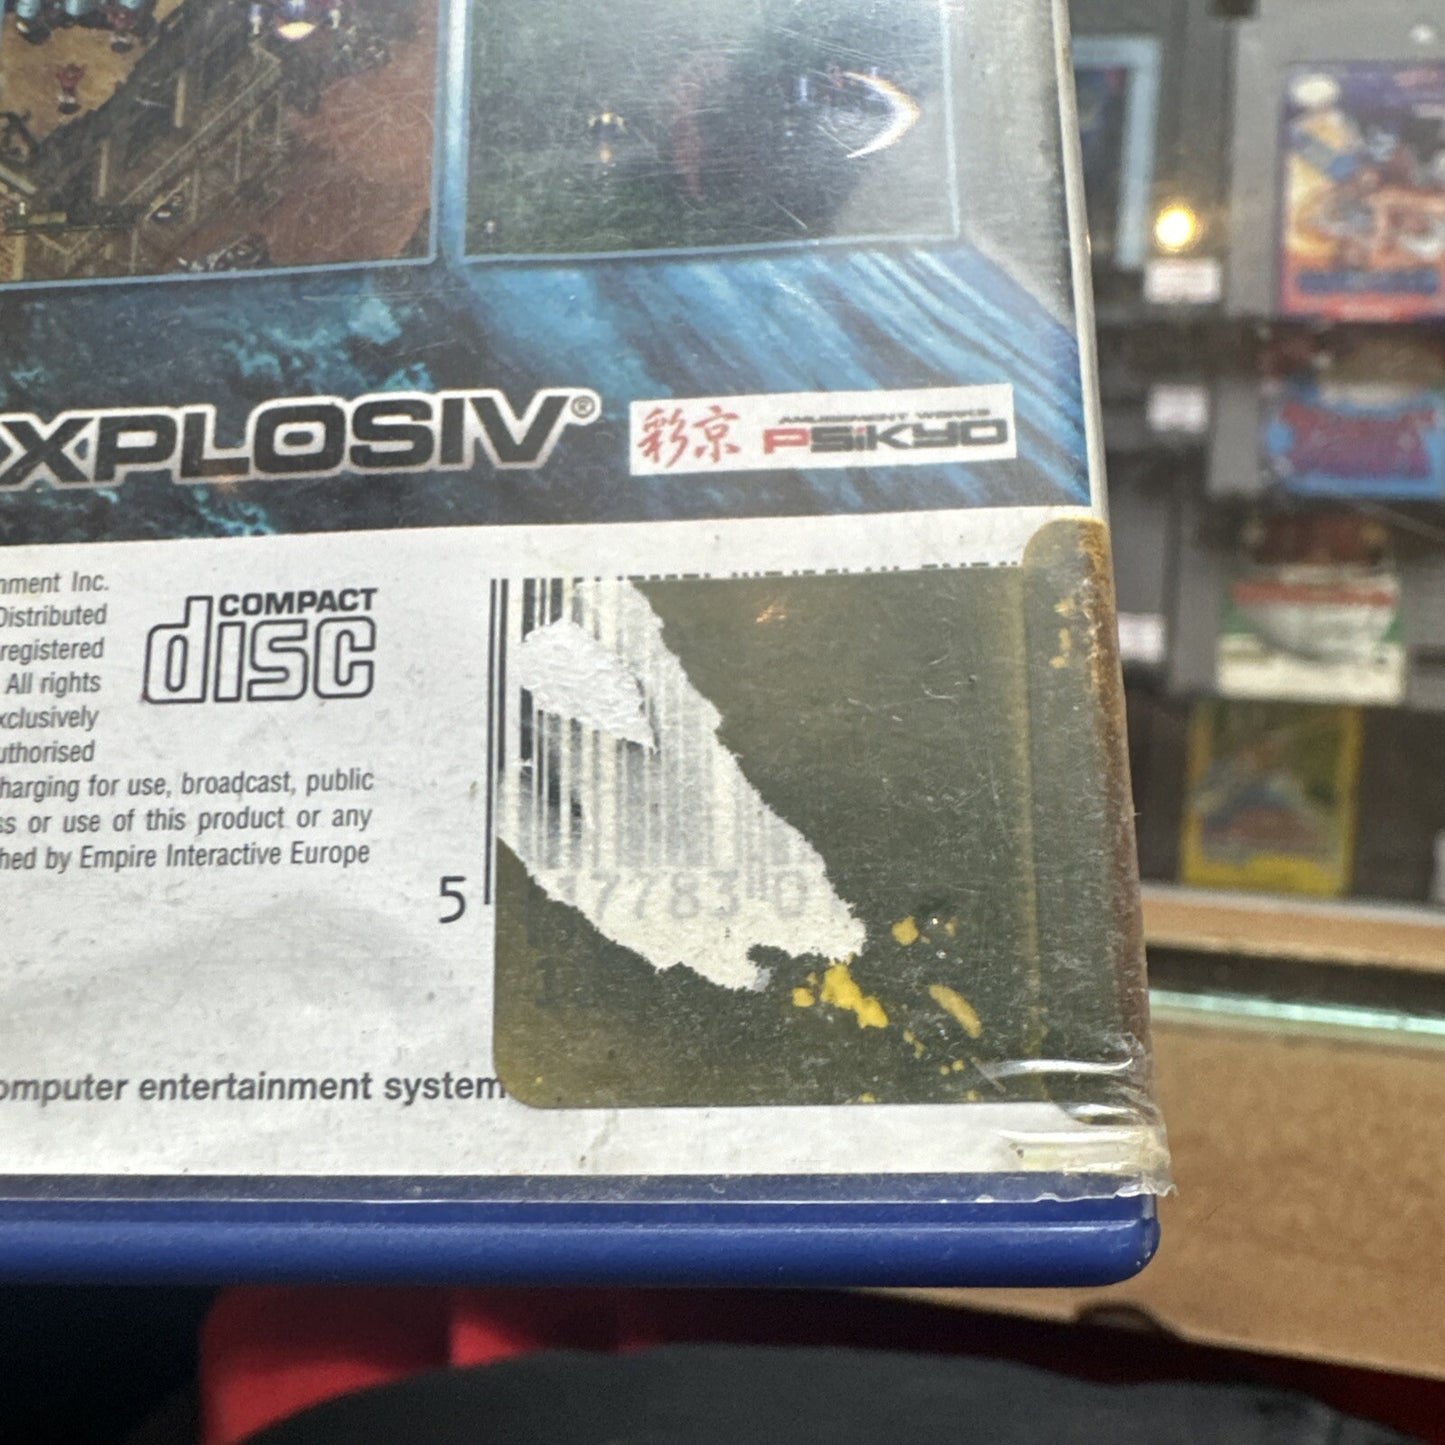 XPLOSIV®
彩京 AMUSEMENT WORKS PSIKYO
nment Inc.
Distributed
registered
All rights
xclusively
uthorised
harging for use, broadcast, public
ss or use of this product or any
hed by Empire Interactive Europe
COMPACT
disc
5 17783 0
omputer entertainment system